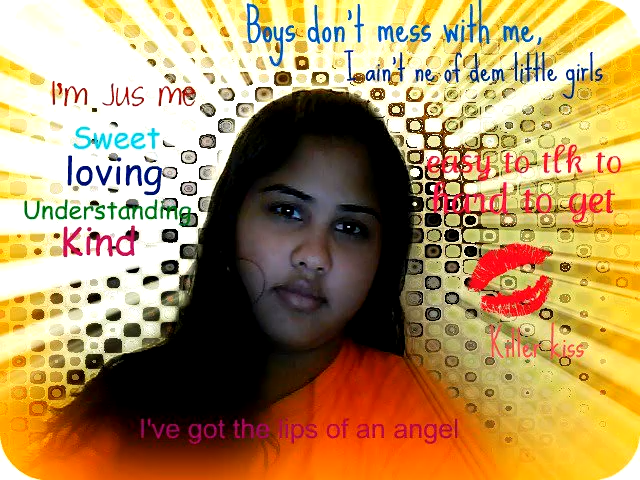 Boys don't mess with me,
I ain't ne of dem little girls
I'm jus me
Sweet
loving
Understanding
Kind
easy to tlk to
hard to get
Killer kiss
I've got the lips of an angel